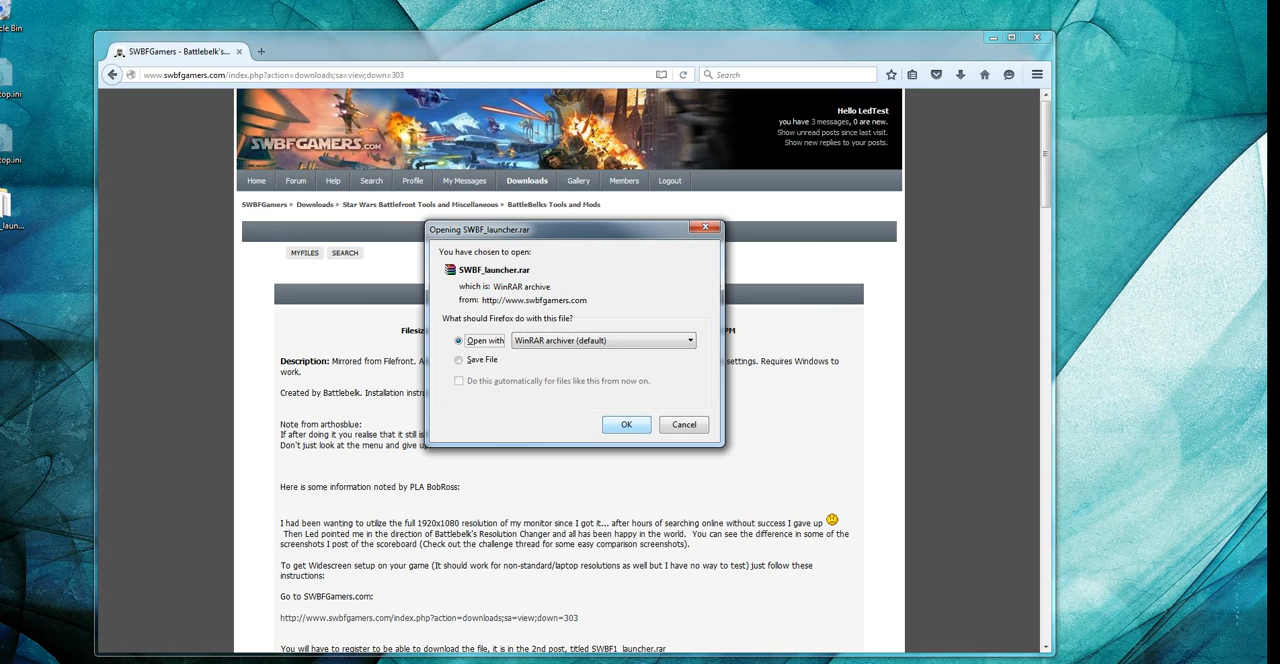 cle Bin
top.ini
top.ini
_laun...
SWBFGamers - Battlebelk's...
www.swbfgamers.com/index.php?action=downloads;sa=view;down=303
Search
SWBFGAMERS.COM
Hello LedTest
you have 3 messages, 0 are new.
Show unread posts since last visit.
Show new replies to your posts.
Home Forum Help Search Profile My Messages Downloads Gallery Members Logout
SWBFGamers » Downloads » Star Wars Battlefront Tools and Miscellaneous » BattleBelks Tools and Mods
MYFILES SEARCH
Opening SWBF_launcher.rar
You have chosen to open:
SWBF_launcher.rar
which is: WinRAR archive
from: http://www.swbfgamers.com
What should Firefox do with this file?
Open with WinRAR archiver (default)
Save File
Do this automatically for files like this from now on.
OK Cancel
Filesiz PM
Description: Mirrored from Filefront. A settings. Requires Windows to
work.
Created by Battlebelk. Installation instr
Note from arthosblue:
If after doing it you realise that it still is
Don't just look at the menu and give up
Here is some information noted by PLA BobRoss:
I had been wanting to utilize the full 1920x1080 resolution of my monitor since I got it... after hours of searching online without success I gave up
Then Led pointed me in the direction of Battlebelk's Resolution Changer and all has been happy in the world. You can see the difference in some of the
screenshots I post of the scoreboard (Check out the challenge thread for some easy comparison screenshots).
To get Widescreen setup on your game (It should work for non-standard/laptop resolutions as well but I have no way to test) just follow these
instructions:
Go to SWBFGamers.com:
http://www.swbfgamers.com/index.php?action=downloads;sa=view;down=303
You will have to register to be able to download the file, it is in the 2nd post, titled SWBF1_launcher.rar